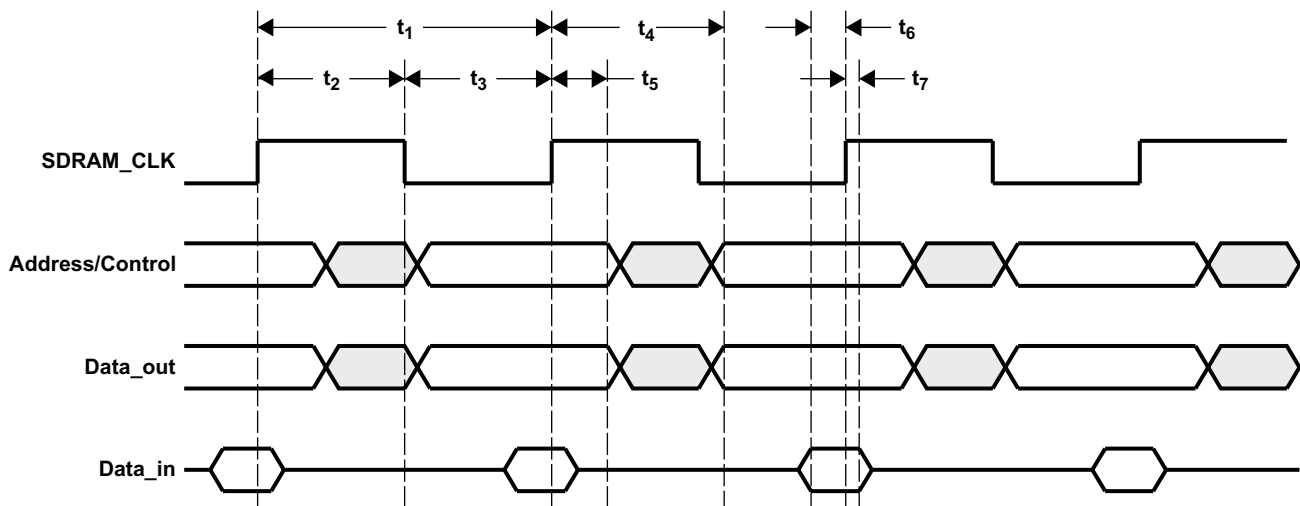 t1
t4
t6
t2
t3
t5
t7
SDRAM_CLK
Address/Control
Data_out
Data_in